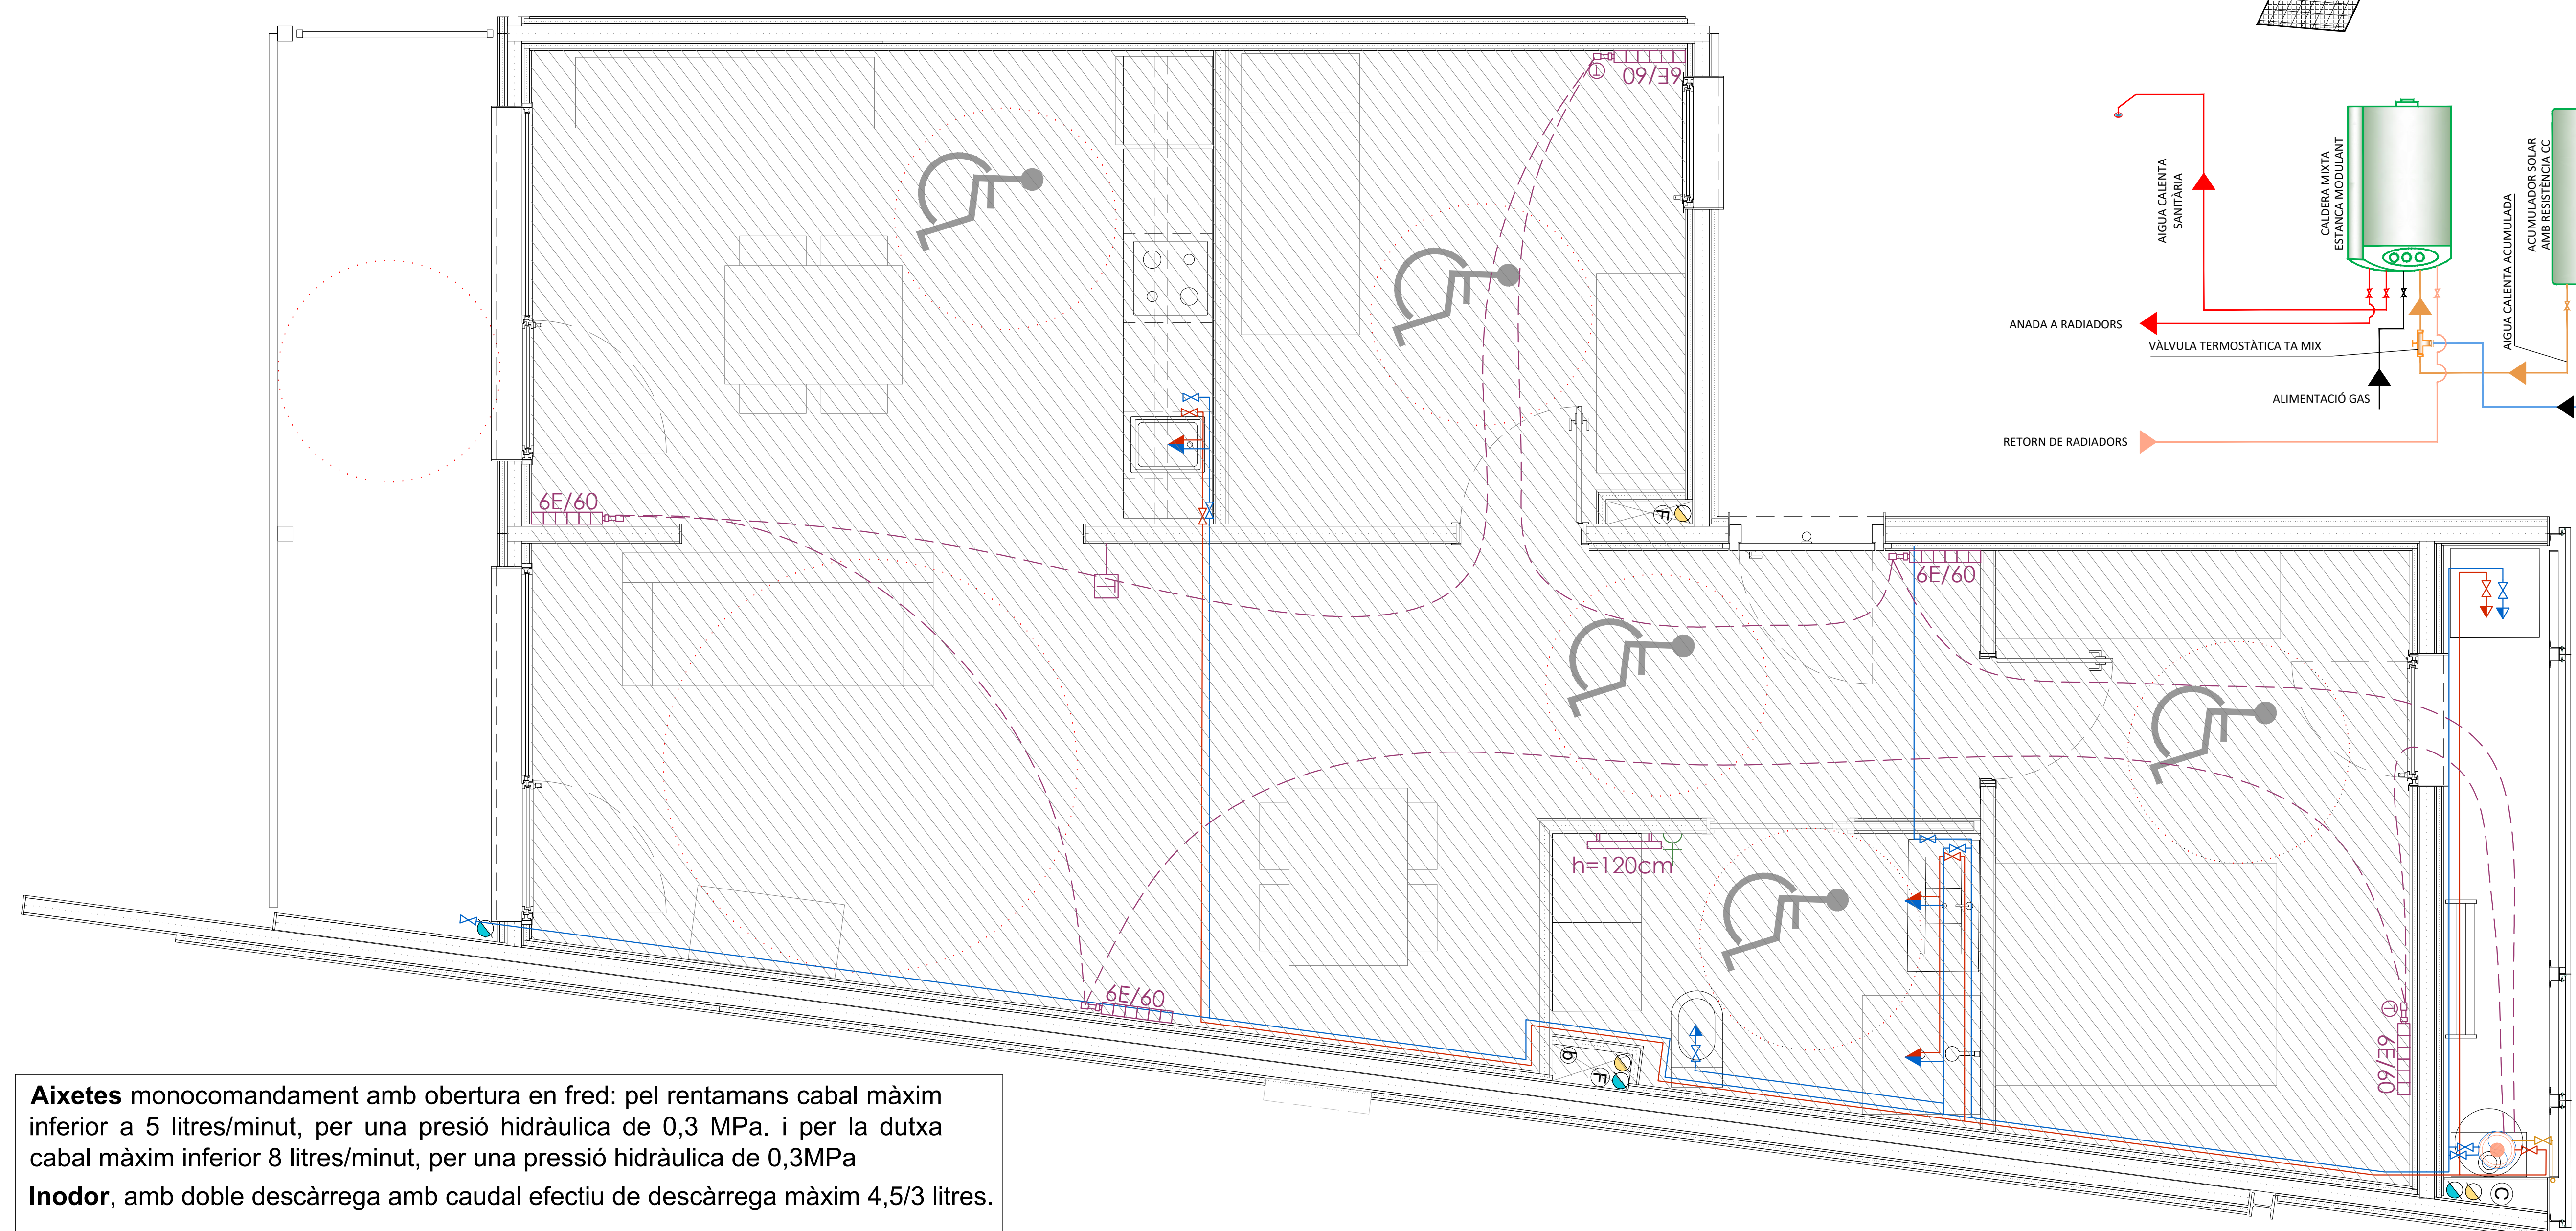 6E/60
1
AIGUA CALENTA
SANITÀRIA
CALDERA MIXTA
ESTANCA MODULANT
AIGUA CALENTA ACUMULADA
ACUMULADOR SOLAR
AMB RESISTÈNCIA CC
ANADA A RADIADORS
VÀLVULA TERMOSTÀTICA TA MIX
ALIMENTACIÓ GAS
RETORN DE RADIADORS
6E/60
F
T
6E/60
h=120cm
6E/60
1
6E/60
b
F
C
Aixetes monocomandament amb obertura en fred: pel rentamans cabal màxim
inferior a 5 litres/minut, per una presió hidràulica de 0,3 MPa. i per la dutxa
cabal màxim inferior 8 litres/minut, per una pressió hidràulica de 0,3MPa
Inodor, amb doble descàrrega amb caudal efectiu de descàrrega màxim 4,5/3 litres.